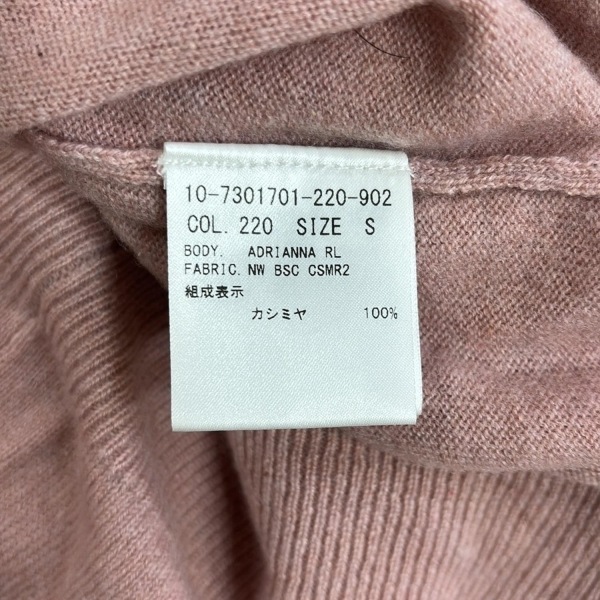 10-7301701-220-902
COL. 220 SIZE S
BODY. ADRIANNA RL
FABRIC. NW BSC CSMR2
組成表示
カシミヤ 100%